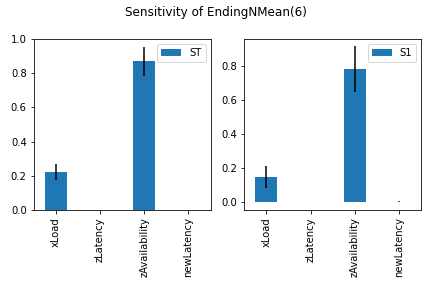 Sensitivity of EndingNMean(6)
1.0
0.8
0.6
0.4
0.2
0.0
ST
xLoad
zLatency
zAvailability
newLatency
0.8
0.6
0.4
0.2
0.0
S1
xLoad
zLatency
zAvailability
newLatency